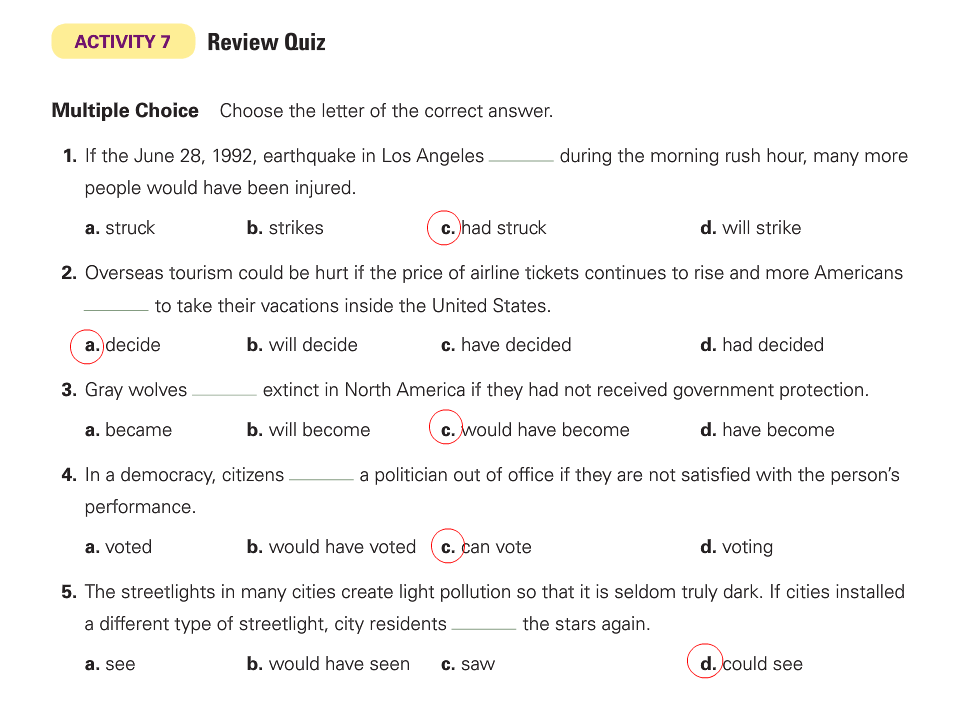 ACTIVITY 7 Review Quiz
Multiple Choice Choose the letter of the correct answer.
1. If the June 28, 1992, earthquake in Los Angeles ______ during the morning rush hour, many more
people would have been injured.
a. struck b. strikes c. had struck d. will strike
2. Overseas tourism could be hurt if the price of airline tickets continues to rise and more Americans
______ to take their vacations inside the United States.
a. decide b. will decide c. have decided d. had decided
3. Gray wolves ______ extinct in North America if they had not received government protection.
a. became b. will become c. would have become d. have become
4. In a democracy, citizens ______ a politician out of office if they are not satisfied with the person’s
performance.
a. voted b. would have voted c. can vote d. voting
5. The streetlights in many cities create light pollution so that it is seldom truly dark. If cities installed
a different type of streetlight, city residents ______ the stars again.
a. see b. would have seen c. saw d. could see